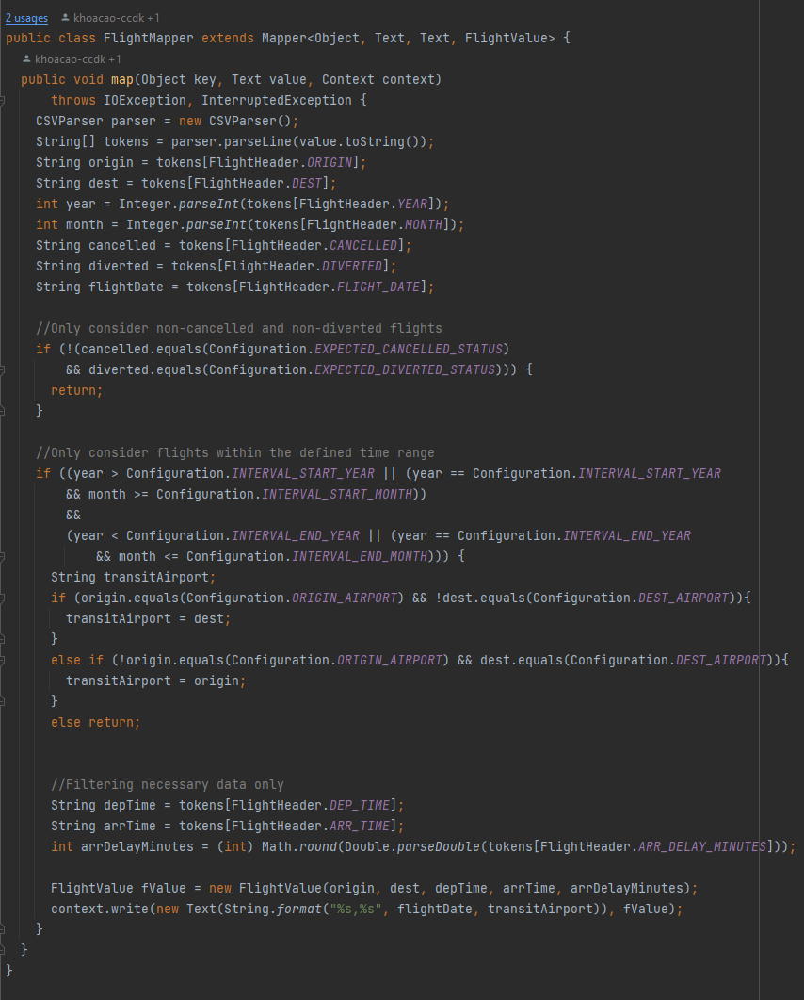 2 usages khoacao-ccdk +1
public class FlightMapper extends Mapper<Object, Text, Text, FlightValue> {
khoacao-ccdk +1
public void map(Object key, Text value, Context context)
throws IOException, InterruptedException {
CSVParser parser = new CSVParser();
String[] tokens = parser.parseLine(value.toString());
String origin = tokens[FlightHeader.ORIGIN];
String dest = tokens[FlightHeader.DEST];
int year = Integer.parseInt(tokens[FlightHeader.YEAR]);
int month = Integer.parseInt(tokens[FlightHeader.MONTH]);
String cancelled = tokens[FlightHeader.CANCELLED];
String diverted = tokens[FlightHeader.DIVERTED];
String flightDate = tokens[FlightHeader.FLIGHT_DATE];
//Only consider non-cancelled and non-diverted flights
if (!(cancelled.equals(Configuration.EXPECTED_CANCELLED_STATUS)
&& diverted.equals(Configuration.EXPECTED_DIVERTED_STATUS))) {
return;
}
//Only consider flights within the defined time range
if ((year > Configuration.INTERVAL_START_YEAR || (year == Configuration.INTERVAL_START_YEAR
&& month >= Configuration.INTERVAL_START_MONTH))
&&
(year < Configuration.INTERVAL_END_YEAR || (year == Configuration.INTERVAL_END_YEAR
&& month <= Configuration.INTERVAL_END_MONTH))) {
String transitAirport;
if (origin.equals(Configuration.ORIGIN_AIRPORT) && !dest.equals(Configuration.DEST_AIRPORT)){
transitAirport = dest;
}
else if (!origin.equals(Configuration.ORIGIN_AIRPORT) && dest.equals(Configuration.DEST_AIRPORT)){
transitAirport = origin;
}
else return;
//Filtering necessary data only
String depTime = tokens[FlightHeader.DEP_TIME];
String arrTime = tokens[FlightHeader.ARR_TIME];
int arrDelayMinutes = (int) Math.round(Double.parseDouble(tokens[FlightHeader.ARR_DELAY_MINUTES]));
FlightValue fValue = new FlightValue(origin, dest, depTime, arrTime, arrDelayMinutes);
context.write(new Text(String.format("%s,%s", flightDate, transitAirport)), fValue);
}
}
}